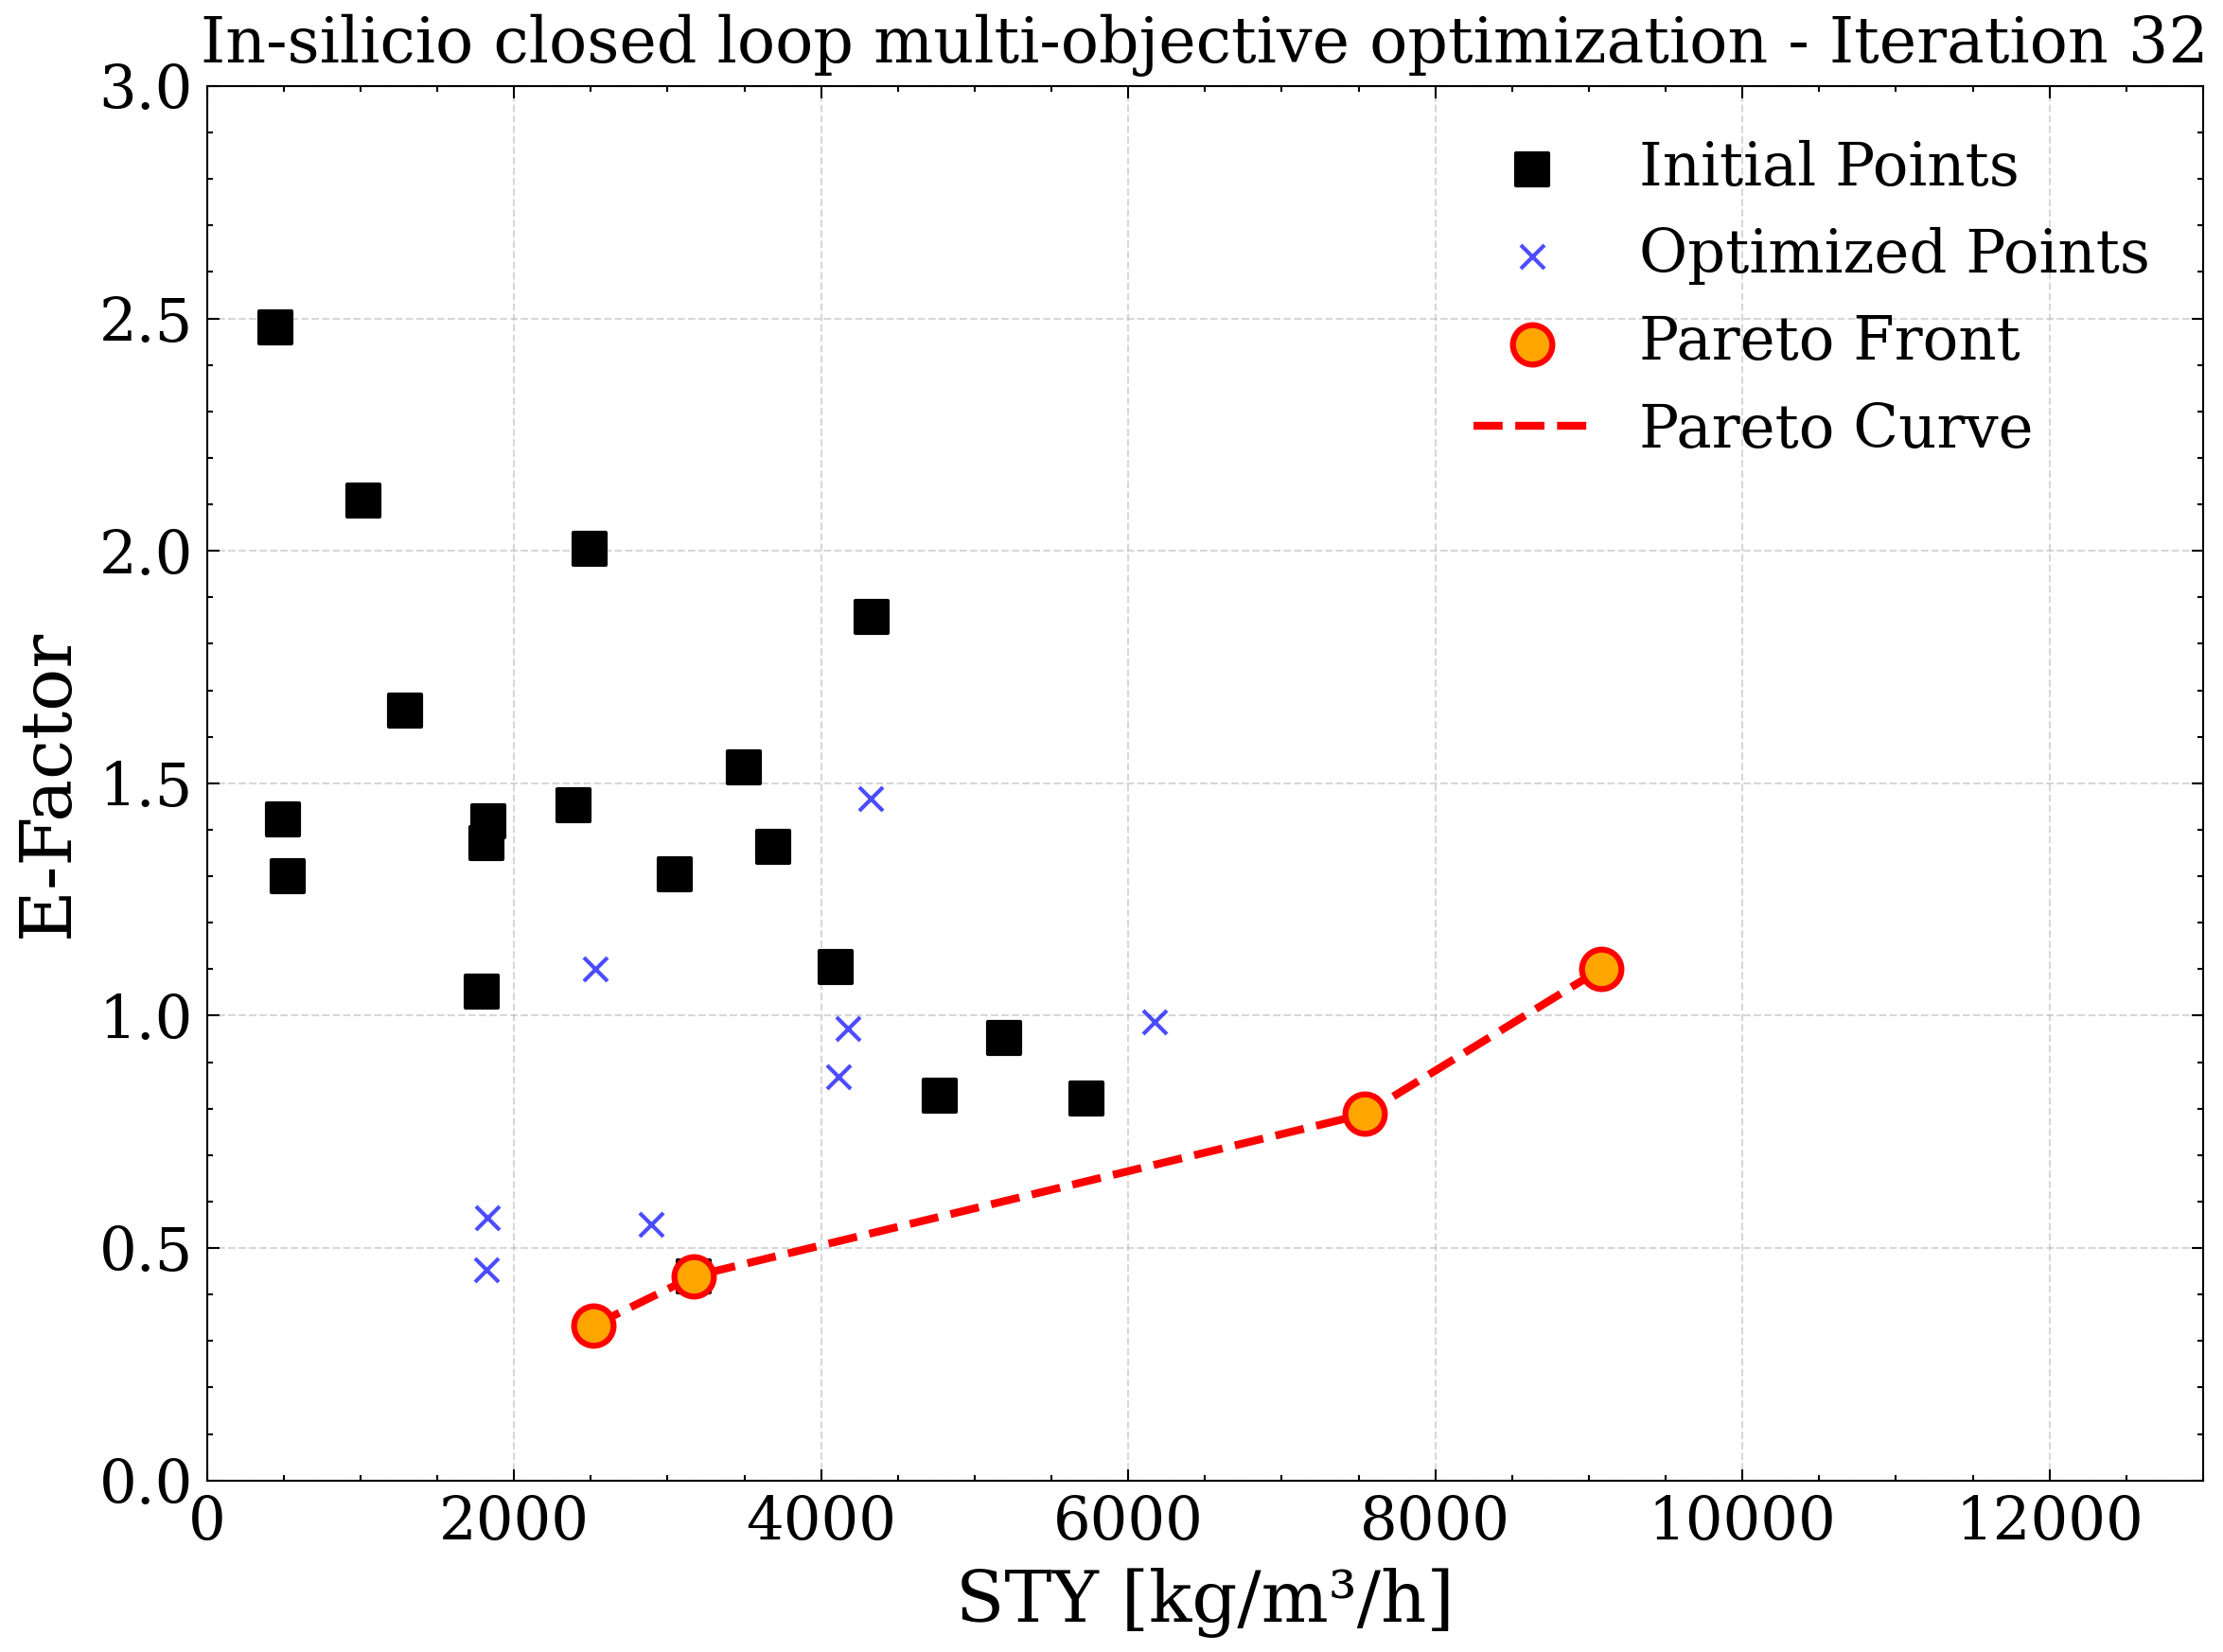 In-silicio closed loop multi-objective optimization - Iteration 32
3.0
2.5
2.0
1.5
1.0
0.5
0.0
E-Factor
Initial Points
Optimized Points
Pareto Front
Pareto Curve
0 2000 4000 6000 8000 10000 12000
STY [kg/m³/h]